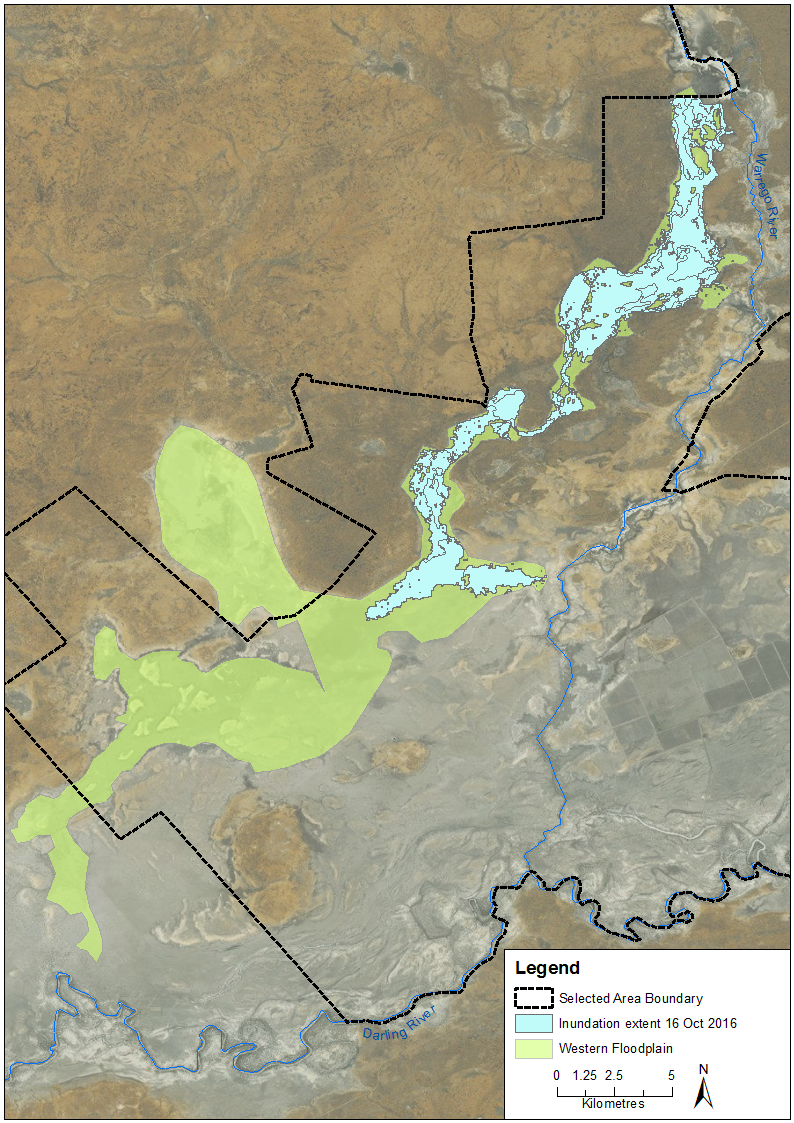 Warrego River
Darling River
Legend
Selected Area Boundary
Inundation extent 16 Oct 2016
Western Floodplain
0 1.25 2.5 5
Kilometres
N